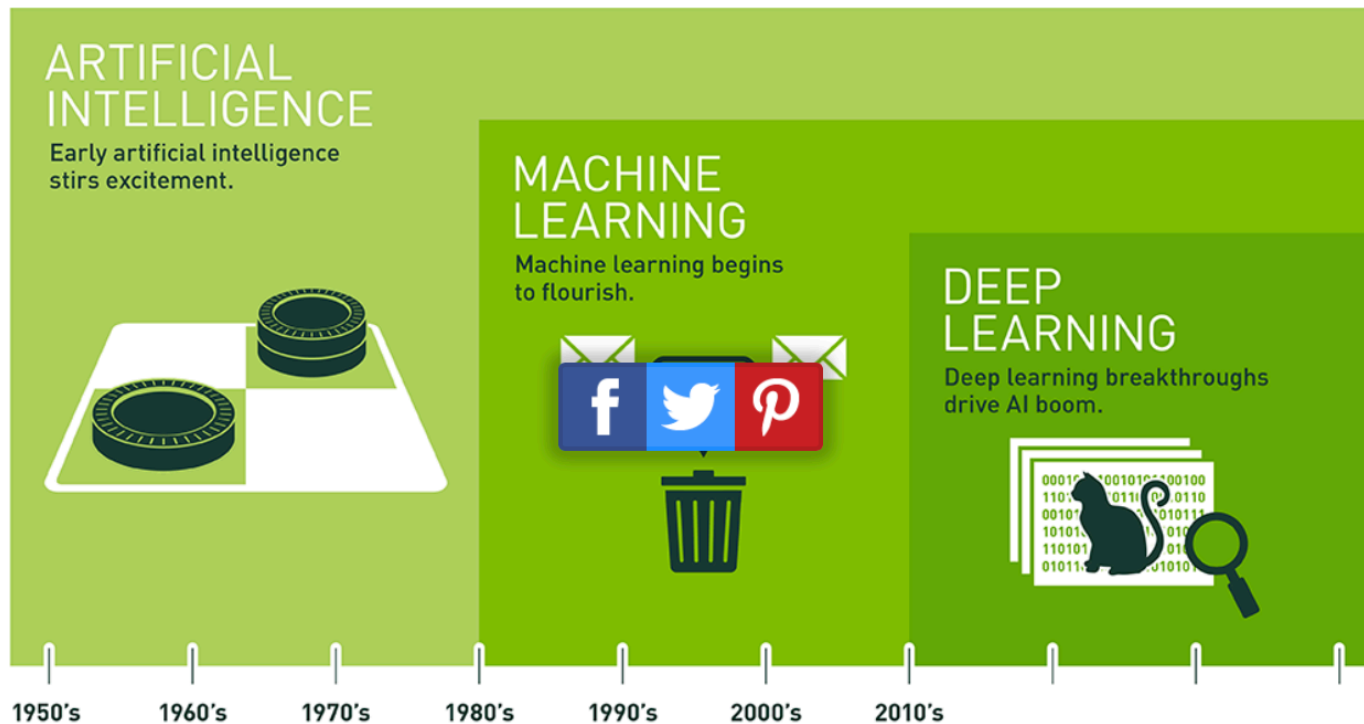 ARTIFICIAL
INTELLIGENCE
Early artificial intelligence
stirs excitement.
MACHINE
LEARNING
Machine learning begins
to flourish.
DEEP
LEARNING
Deep learning breakthroughs
drive AI boom.
1950's 1960's 1970's 1980's 1990's 2000's 2010's